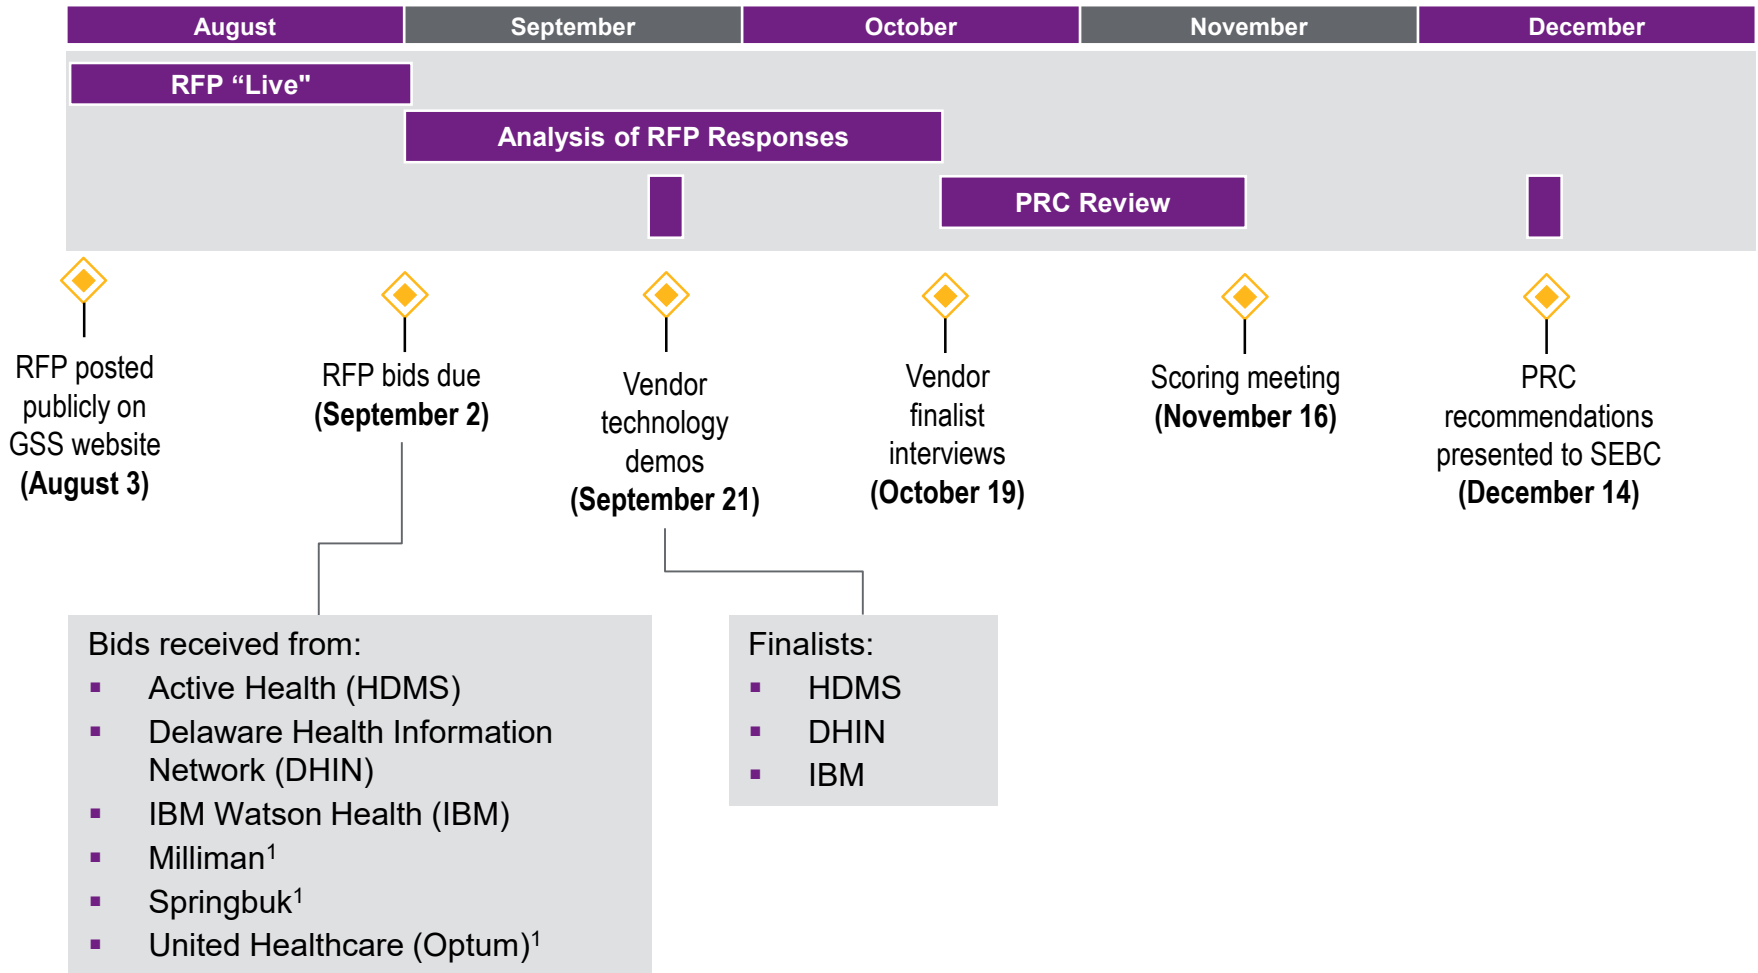 August September October November December
RFP “Live"
Analysis of RFP Responses
PRC Review
RFP posted
publicly on
GSS website
(August 3)
RFP bids due
(September 2)
Vendor
technology
demos
(September 21)
Vendor
finalist
interviews
(October 19)
Scoring meeting
(November 16)
PRC
recommendations
presented to SEBC
(December 14)
Bids received from:
▪ Active Health (HDMS)
▪ Delaware Health Information
Network (DHIN)
▪ IBM Watson Health (IBM)
▪ Milliman¹
▪ Springbuk¹
▪ United Healthcare (Optum)¹
Finalists:
▪ HDMS
▪ DHIN
▪ IBM